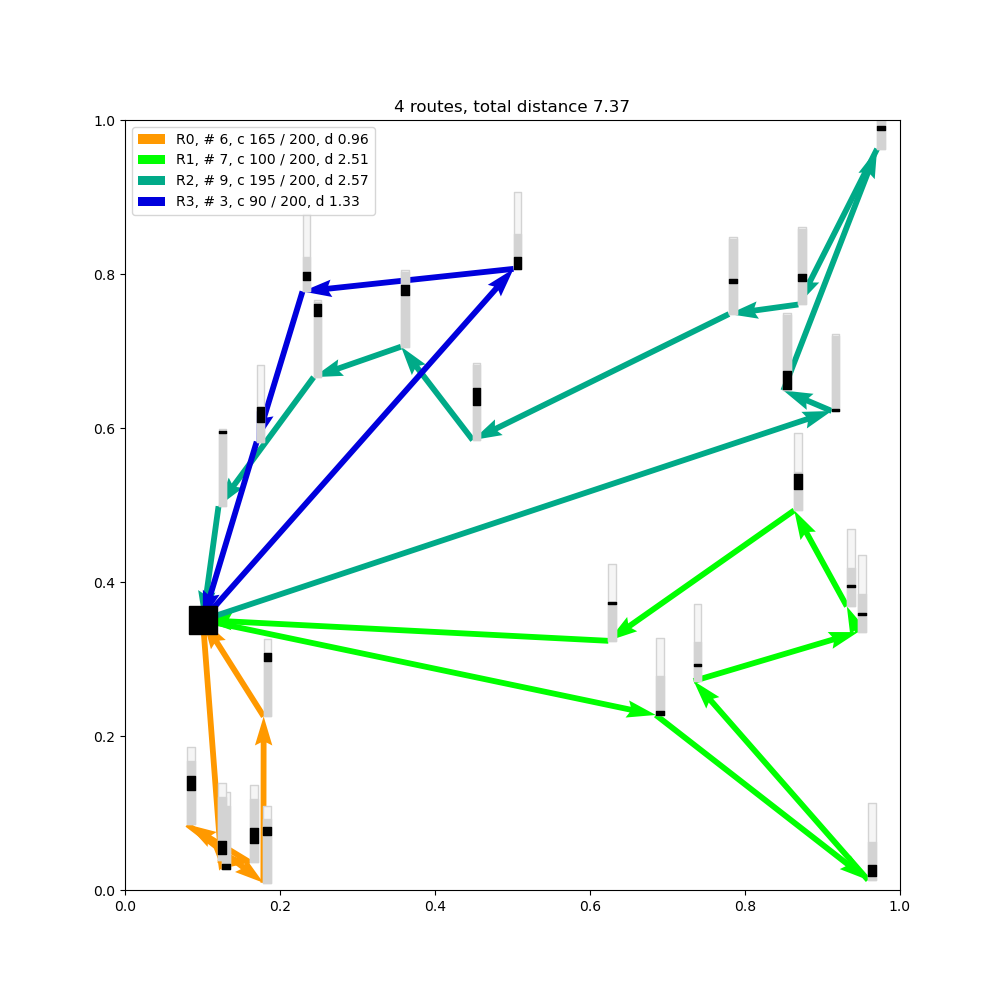 4 routes, total distance 7.37
1.0
R0, # 6, c 165 / 200, d 0.96
R1, # 7, c 100 / 200, d 2.51
R2, # 9, c 195 / 200, d 2.57
R3, # 3, c 90 / 200, d 1.33
0.8
0.6
0.4
0.2
0.0
0.0 0.2 0.4 0.6 0.8 1.0